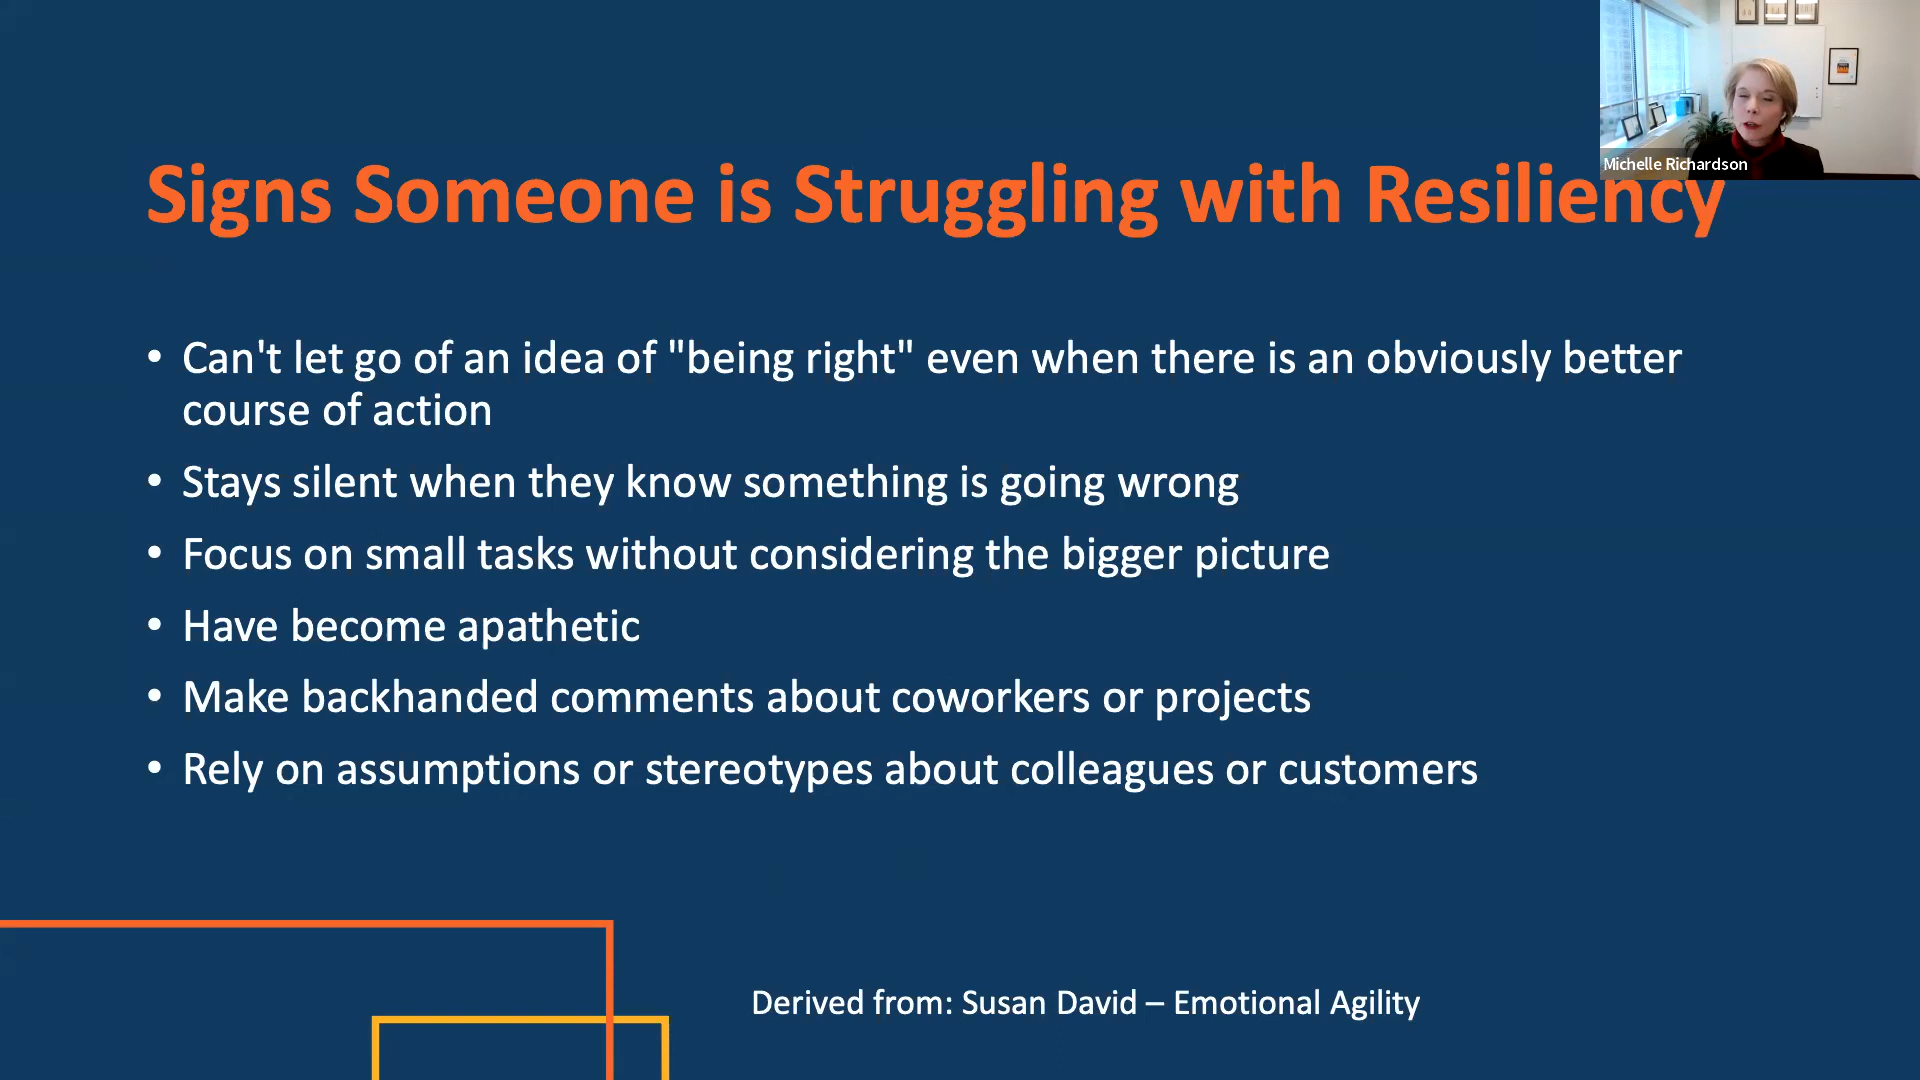 Michelle Richardson
Signs Someone is Struggling with Resiliency
• Can't let go of an idea of "being right" even when there is an obviously better
course of action
• Stays silent when they know something is going wrong
• Focus on small tasks without considering the bigger picture
• Have become apathetic
• Make backhanded comments about coworkers or projects
• Rely on assumptions or stereotypes about colleagues or customers
Derived from: Susan David – Emotional Agility